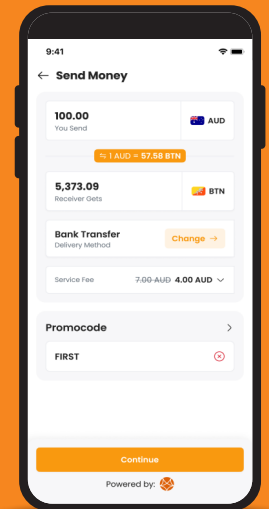 9:41
← Send Money
100.00
You Send
AUD
⇆ 1 AUD = 57.58 BTN
5,373.09
Receiver Gets
BTN
Bank Transfer
Delivery Method
Change →
Service Fee 7.00 AUD 4.00 AUD
Promocode
FIRST
Continue
Powered by: